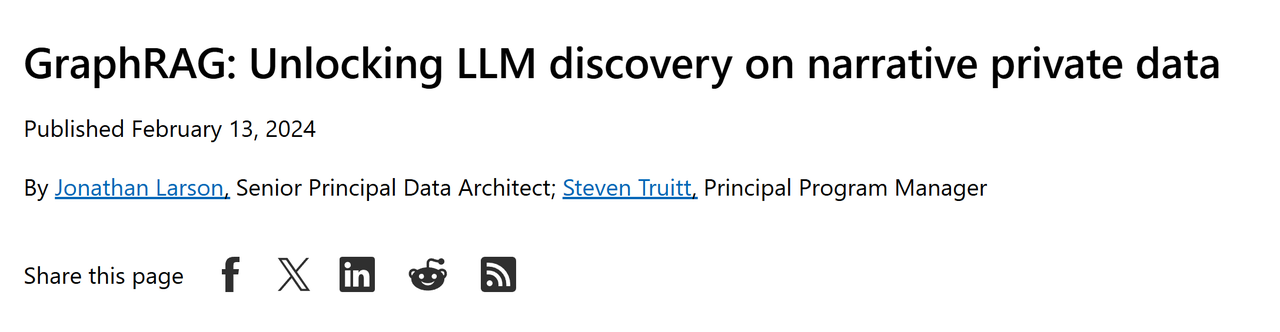 GraphRAG: Unlocking LLM discovery on narrative private data
Published February 13, 2024
By Jonathan Larson, Senior Principal Data Architect; Steven Truitt, Principal Program Manager
Share this page